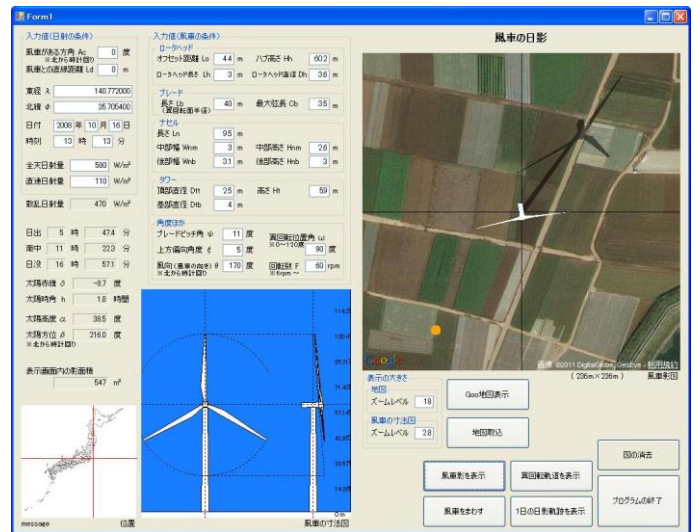 Form1
入力値(日射の条件)
風車がある方角 Ac 0 度
※北から時計回り
風車との直線距離 Ld 0 m
東経 λ 140.772000
北緯 φ 35.705400
日付 2008 年 10 月 16 日
時刻 13 時 13 分
全天日射量 580 W/m²
直達日射量 110 W/m²
散乱日射量 470 W/m²
日出 5 時 47.4 分
南中 11 時 22.3 分
日没 16 時 57.1 分
太陽赤緯 δ -8.7 度
太陽時角 h 1.8 時間
太陽高度 α 38.5 度
太陽方位 β 216.0 度
※北から時計回り
表示画面内の影面積
547 m²
message 位置
入力値(風車の条件)
ロータヘッド
オフセット距離 Lo 4.4 m ハブ高さ Hh 60.2 m
ロータヘッド長さ Lh 3 m ロータヘッド直径 Dh 3.6 m
ブレード
長さ Lb 40 m 最大弦長 Cb 3.5 m
(翼回転面半径)
ナセル
長さ Ln 9.5 m
中部幅 Wnm 3 m 中部高さ Hnm 2.6 m
後部幅 Wnb 3.1 m 後部高さ Hnb 3 m
タワー
頂部直径 Dtt 2.5 m 高さ Ht 59 m
基部直径 Dtb 4 m
角度ほか
ブレードピッチ角 ψ 11 度 翼回転位置角 ω
※0～120度 90 度
上方偏向角度 ξ 5 度
風向(風車の向き) θ 170 度 回転数 F 60 rpm
※北から時計回り ※6rpm ～
114.0
100m
71.4m
0m
風車の寸法図
風車の日影
Google
画像 ©2011 DigitalGlobe, GeoEye - 利用規約
(236m×236m) 風車影図
表示の大きさ
地図
ズームレベル 18
風車の寸法図
ズームレベル 2.8
Goo地図表示
地図取込
図の消去
風車影を表示
翼回転軌道を表示
プログラムの終了
風車をまわす
1日の日影軌跡を表示